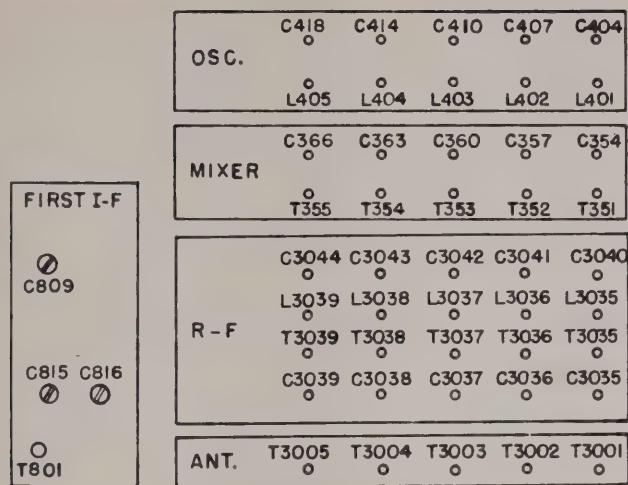 C418 C414 C410 C407 C404
OSC.
L405 L404 L403 L402 L401
C366 C363 C360 C357 C354
MIXER
T355 T354 T353 T352 T351
FIRST I-F
C809
C815 C816
T801
C3044 C3043 C3042 C3041 C3040
L3039 L3038 L3037 L3036 L3035
R-F
T3039 T3038 T3037 T3036 T3035
C3039 C3038 C3037 C3036 C3035
ANT.
T3005 T3004 T3003 T3002 T3001